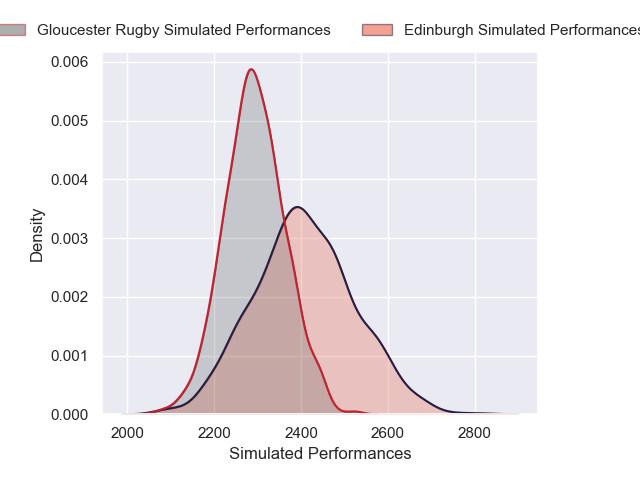 Gloucester Rugby Simulated Performances
Edinburgh Simulated Performances
0.006
0.005
0.004
0.003
0.002
0.001
0.000
Density
2000 2200 2400 2600 2800
Simulated Performances